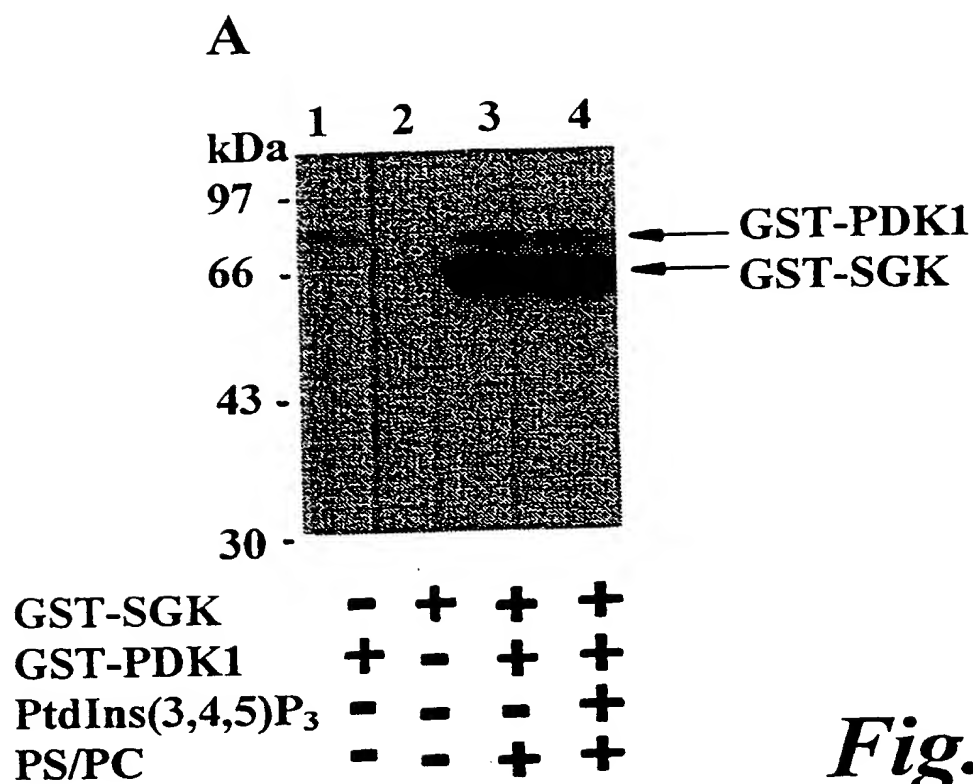 A
1 2 3 4
kDa
97 -
GST-PDK1
66 -
GST-SGK
43 -
30 -
GST-SGK - + + +
GST-PDK1 + - + +
PtdIns(3,4,5)P₃ - - - +
PS/PC - - + +
Fig.